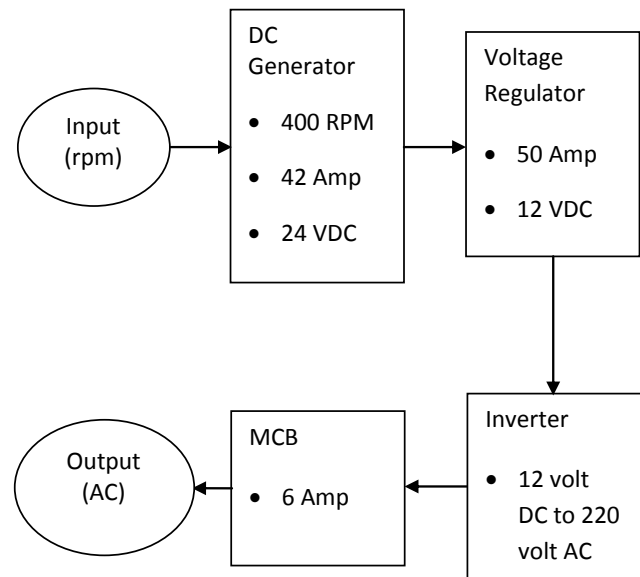 Input
(rpm)
DC
Generator
• 400 RPM
• 42 Amp
• 24 VDC
Voltage
Regulator
• 50 Amp
• 12 VDC
Inverter
• 12 volt
DC to 220
volt AC
MCB
• 6 Amp
Output
(AC)